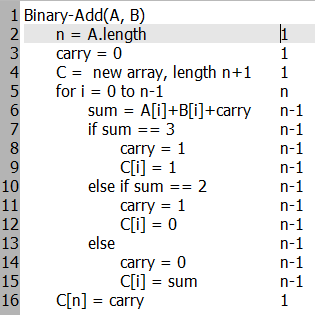 1 Binary-Add(A, B)
2 n = A.length 1
3 carry = 0 1
4 C = new array, length n+1 1
5 for i = 0 to n-1 n
6 sum = A[i]+B[i]+carry n-1
7 if sum == 3 n-1
8 carry = 1 n-1
9 C[i] = 1 n-1
10 else if sum == 2 n-1
11 carry = 1 n-1
12 C[i] = 0 n-1
13 else n-1
14 carry = 0 n-1
15 C[i] = sum n-1
16 C[n] = carry 1